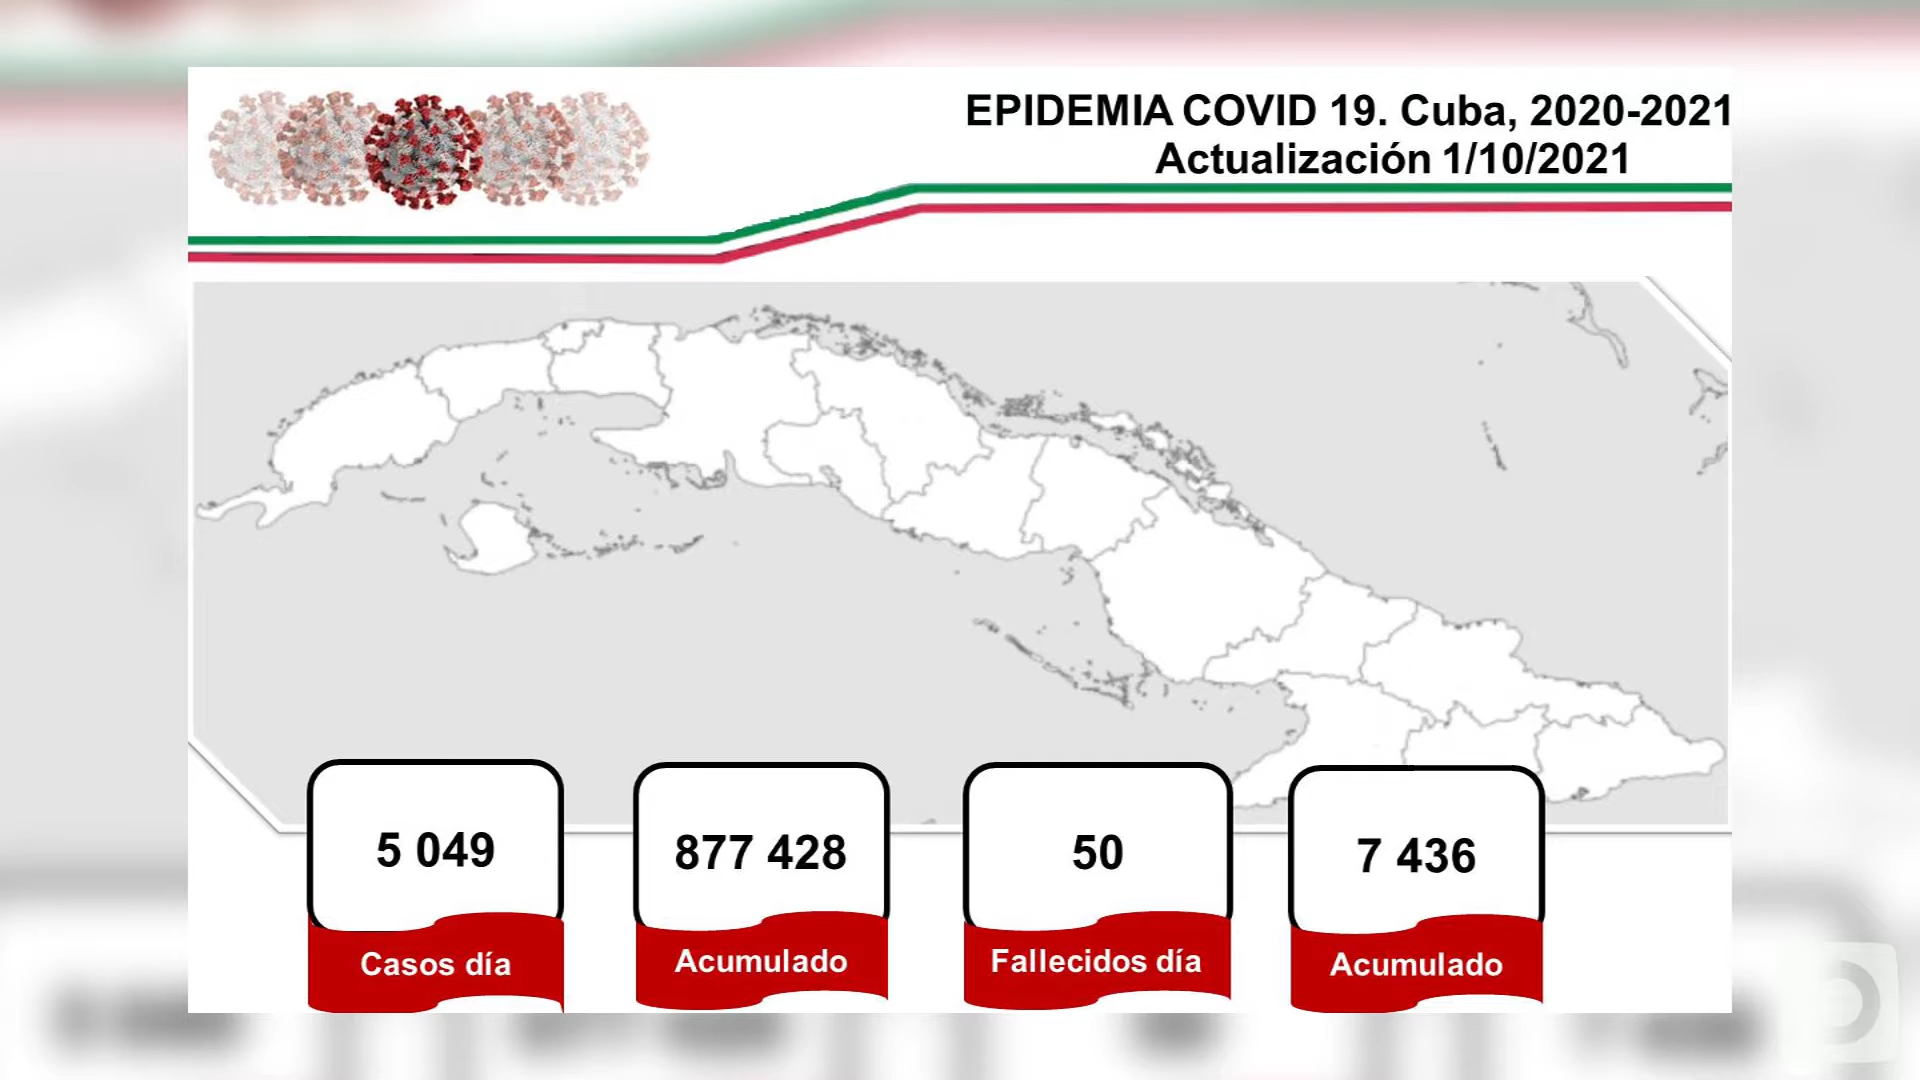 EPIDEMIA COVID 19. Cuba, 2020-2021
Actualización 1/10/2021
5 049
877 428
50
7 436
Casos día
Acumulado
Fallecidos día
Acumulado